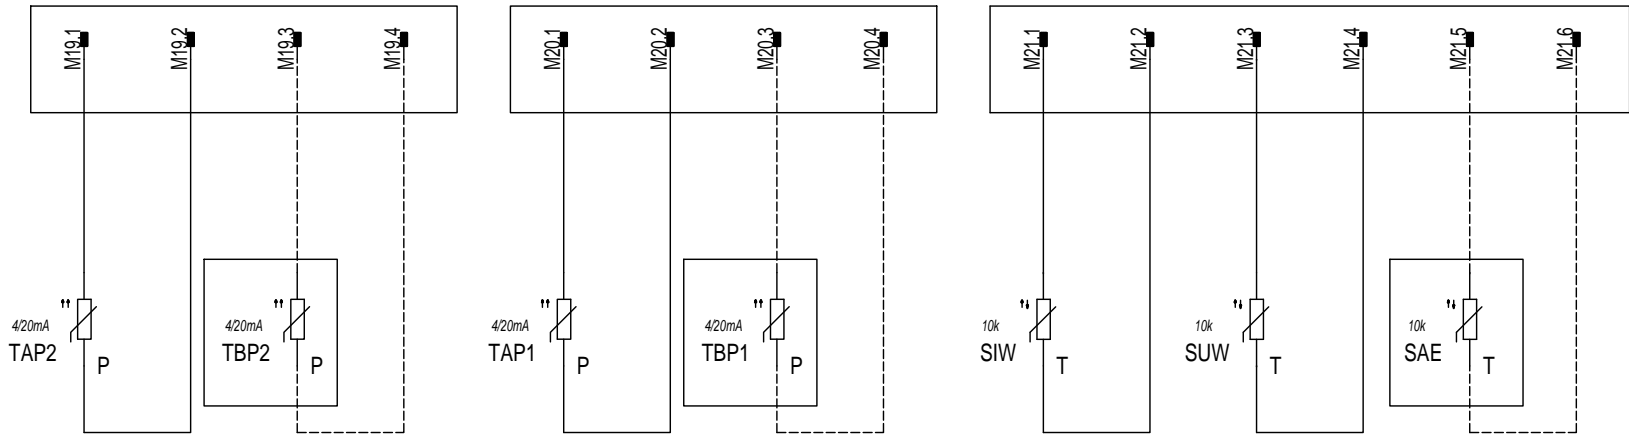 M19.1 M19.2 M19.3 M19.4 M20.1 M20.2 M20.3 M20.4 M21.1 M21.2 M21.3 M21.4 M21.5 M21.6
4/20mA 4/20mA 4/20mA 4/20mA 10k 10k 10k
TAP2 TBP2 TAP1 TBP1 SIW SUW SAE
P P P P T T T